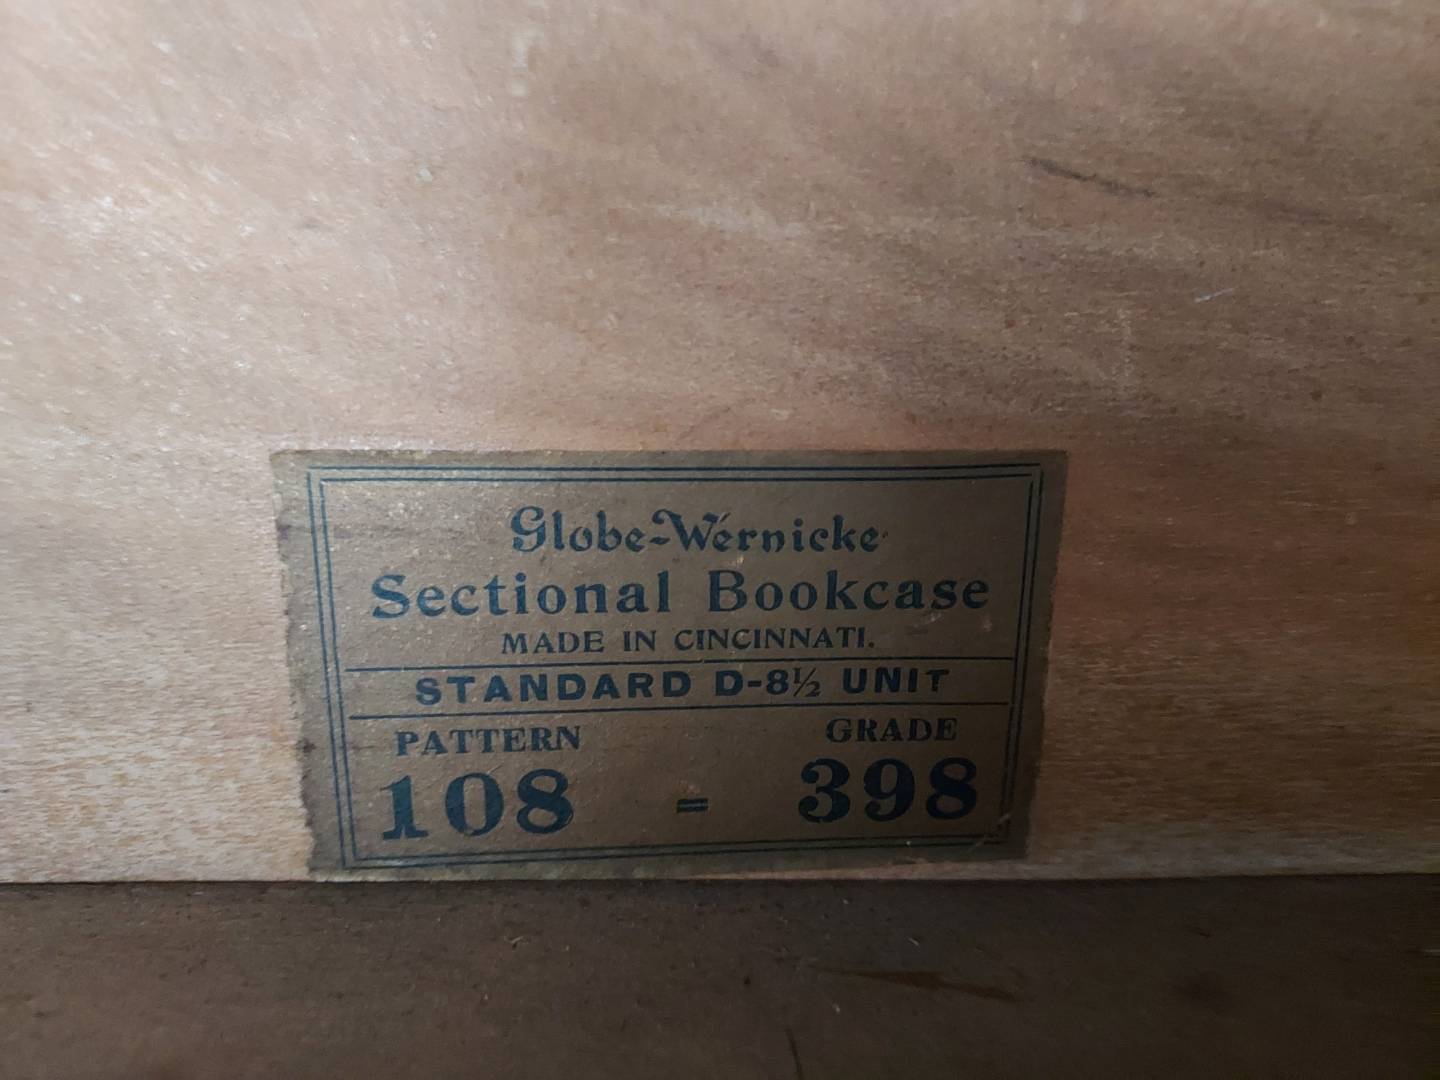 Globe-Wernicke
Sectional Bookcase
MADE IN CINCINNATI.
STANDARD D-8½ UNIT
PATTERN GRADE
108 = 398